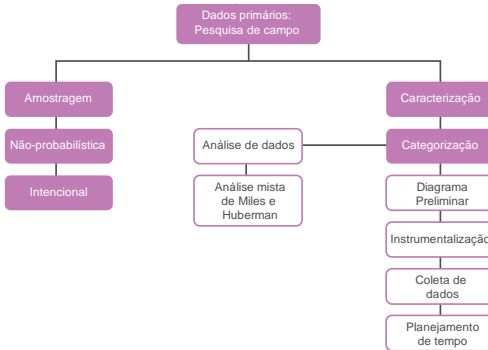 Dados primários:
Pesquisa de campo
Amostragem
Caracterização
Não-probabilística
Análise de dados
Categorização
Intencional
Análise mista
de Miles e
Huberman
Diagrama
Preliminar
Instrumentalização
Coleta de
dados
Planejamento
de tempo